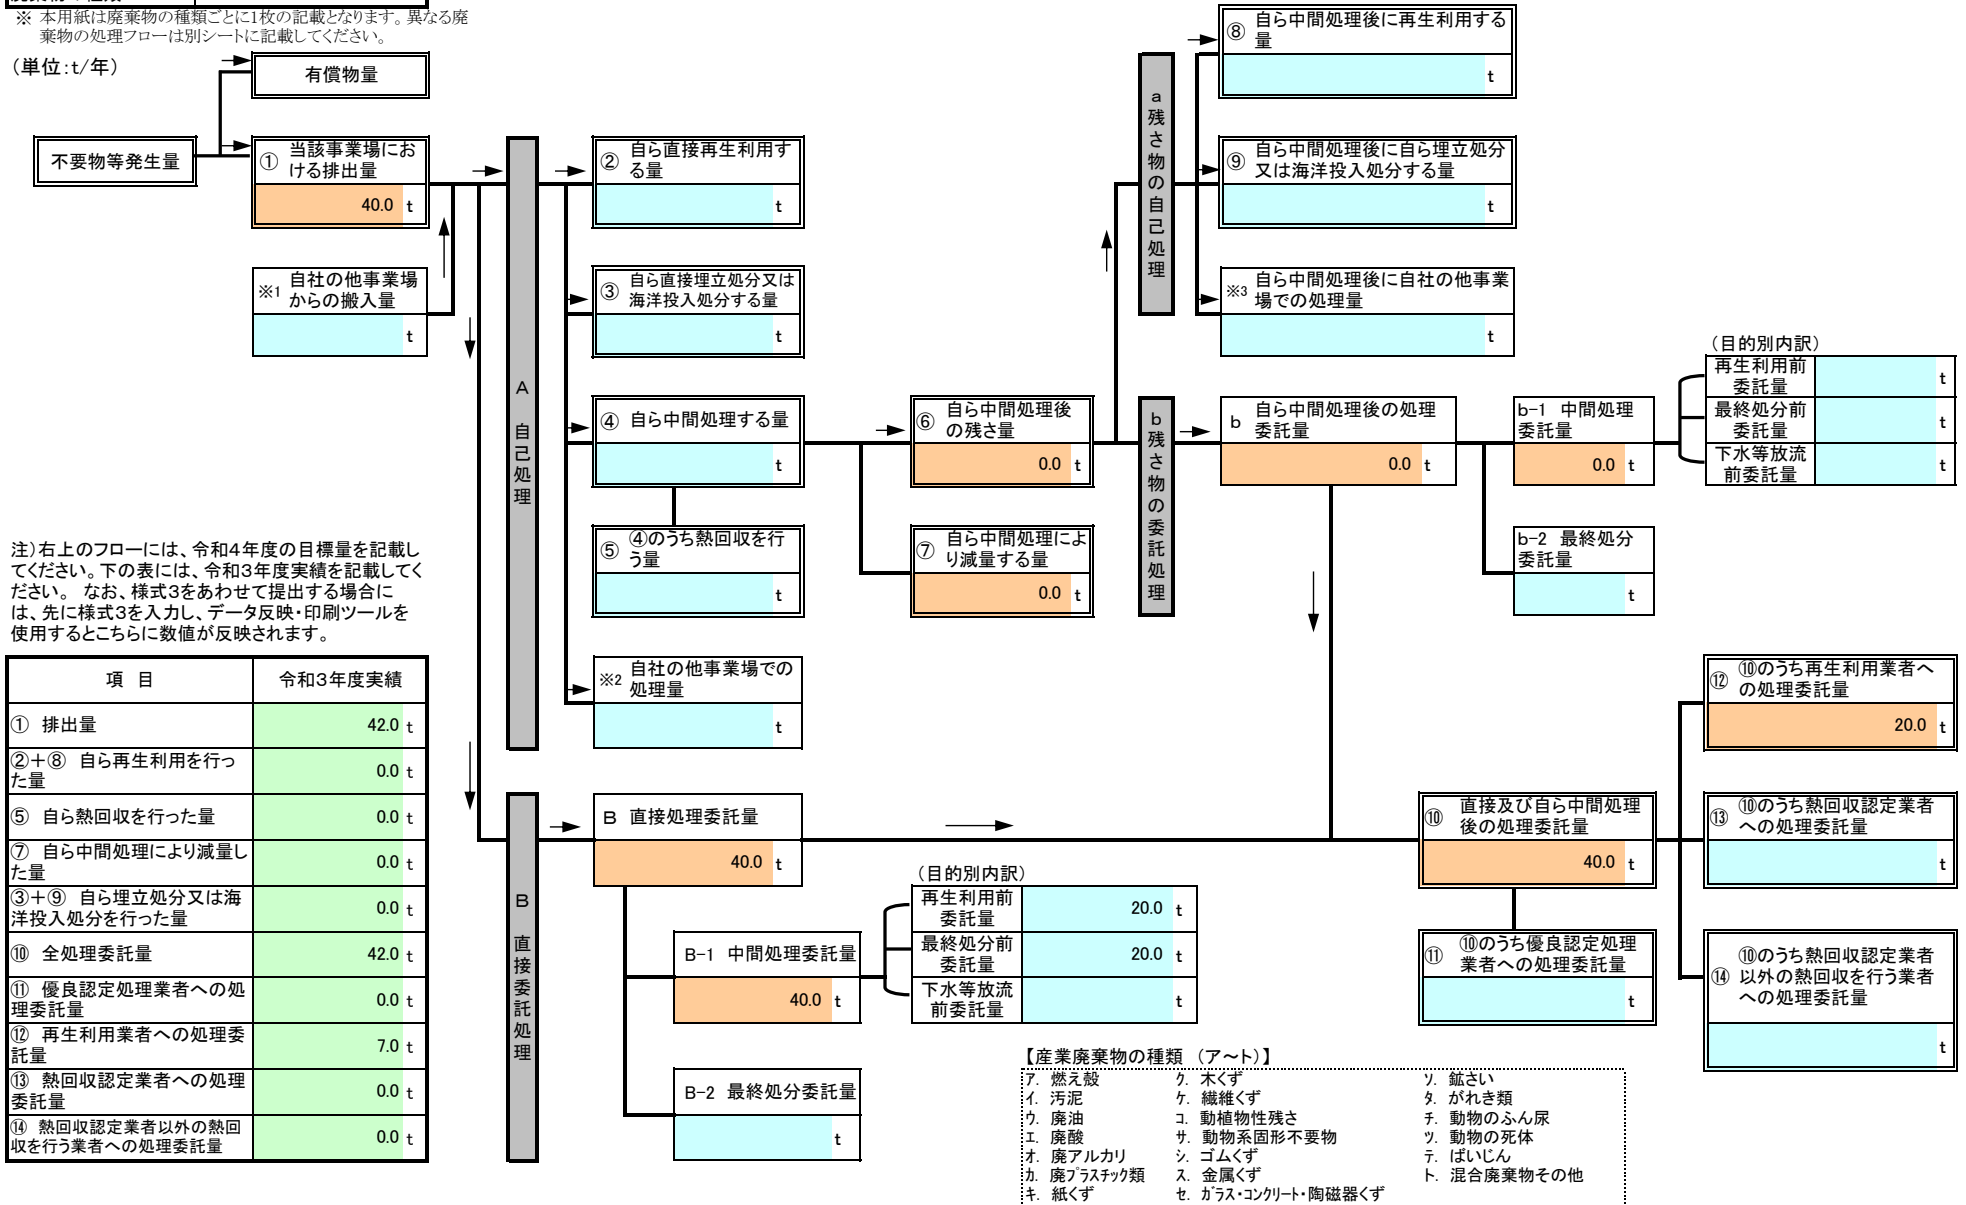 ※ 本用紙は廃棄物の種類ごとに1枚の記載となります。異なる廃
棄物の処理フローは別シートに記載してください。
(単位:t/年)
有償物量
不要物等発生量
① 当該事業場にお
ける排出量
40.0 t
※1 自社の他事業場
からの搬入量
t
A 自己処理
② 自ら直接再生利用す
る量
t
③ 自ら直接埋立処分又は
海洋投入処分する量
t
④ 自ら中間処理する量
t
⑤ ④のうち熱回収を行
う量
t
※2 自社の他事業場での
処理量
t
⑥ 自ら中間処理後
の残さ量
0.0 t
⑦ 自ら中間処理によ
り減量する量
0.0 t
a 残さ物の自己処理
⑧ 自ら中間処理後に再生利用する
量
t
⑨ 自ら中間処理後に自ら埋立処分
又は海洋投入処分する量
t
※3 自ら中間処理後に自社の他事業
場での処理量
t
b 残さ物の委託処理
b 自ら中間処理後の処理
委託量
0.0 t
b-1 中間処理
委託量
0.0 t
b-2 最終処分
委託量
t
(目的別内訳)
再生利用前
委託量
t
最終処分前
委託量
t
下水等放流
前委託量
t
注)右上のフローには、令和4年度の目標量を記載し
てください。下の表には、令和3年度実績を記載してく
ださい。 なお、様式3をあわせて提出する場合に
は、先に様式3を入力し、データ反映・印刷ツールを
使用するとこちらに数値が反映されます。
項 目 令和3年度実績
① 排出量 42.0 t
②+⑧ 自ら再生利用を行っ
た量 0.0 t
⑤ 自ら熱回収を行った量 0.0 t
⑦ 自ら中間処理により減量し
た量 0.0 t
③+⑨ 自ら埋立処分又は海
洋投入処分を行った量 0.0 t
⑩ 全処理委託量 42.0 t
⑪ 優良認定処理業者への処
理委託量 0.0 t
⑫ 再生利用業者への処理委
託量 7.0 t
⑬ 熱回収認定業者への処理
委託量 0.0 t
⑭ 熱回収認定業者以外の熱回
収を行う業者への処理委託量 0.0 t
B 直接委託処理
B 直接処理委託量
40.0 t
B-1 中間処理委託量
40.0 t
B-2 最終処分委託量
t
(目的別内訳)
再生利用前
委託量
20.0 t
最終処分前
委託量
20.0 t
下水等放流
前委託量
t
⑩ 直接及び自ら中間処理
後の処理委託量
40.0 t
⑪ ⑩のうち優良認定処理
業者への処理委託量
t
⑫ ⑩のうち再生利用業者へ
の処理委託量
20.0 t
⑬ ⑩のうち熱回収認定業者
への処理委託量
t
⑭ ⑩のうち熱回収認定業者
以外の熱回収を行う業者
への処理委託量
t
【産業廃棄物の種類 (ア~ト)】
ア. 燃え殻 ク. 木くず ソ. 鉱さい
イ. 汚泥 ケ. 繊維くず タ. がれき類
ウ. 廃油 コ. 動植物性残さ チ. 動物のふん尿
エ. 廃酸 サ. 動物系固形不要物 ツ. 動物の死体
オ. 廃アルカリ シ. ゴムくず テ. ばいじん
カ. 廃プラスチック類 ス. 金属くず ト. 混合廃棄物その他
キ. 紙くず セ. ガラス・コンクリート・陶磁器くず